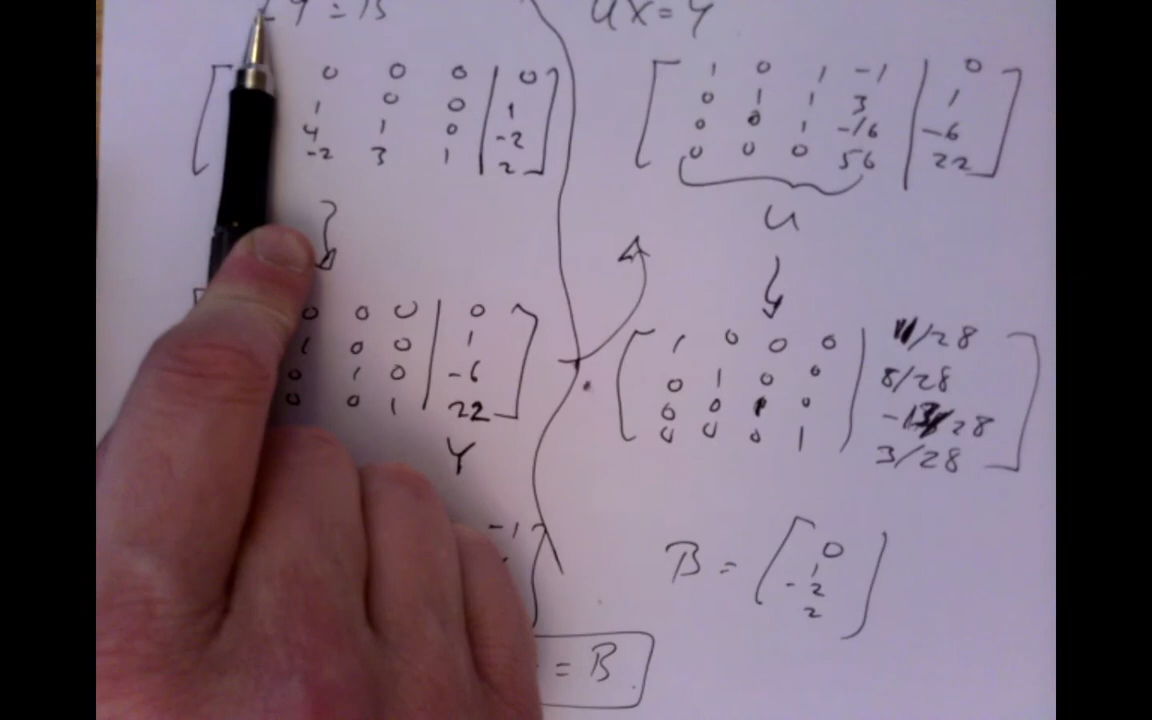 Y = B
0 0 0 | 0
1 0 0 | 1
4 1 0 | -2
-2 3 1 | 2
0 0 0 | 0
1 0 0 | 1
0 1 0 | -6
0 0 1 | 22
Y
-1
= B
UX = Y
1 0 1 -1 | 0
0 1 1 3 | 1
0 0 1 -16 | -6
0 0 0 56 | 22
U
1 0 0 0 | /28
0 1 0 0 | 8/28
0 0 1 0 | /28
0 0 0 1 | 3/28
B = 0
1
-2
2